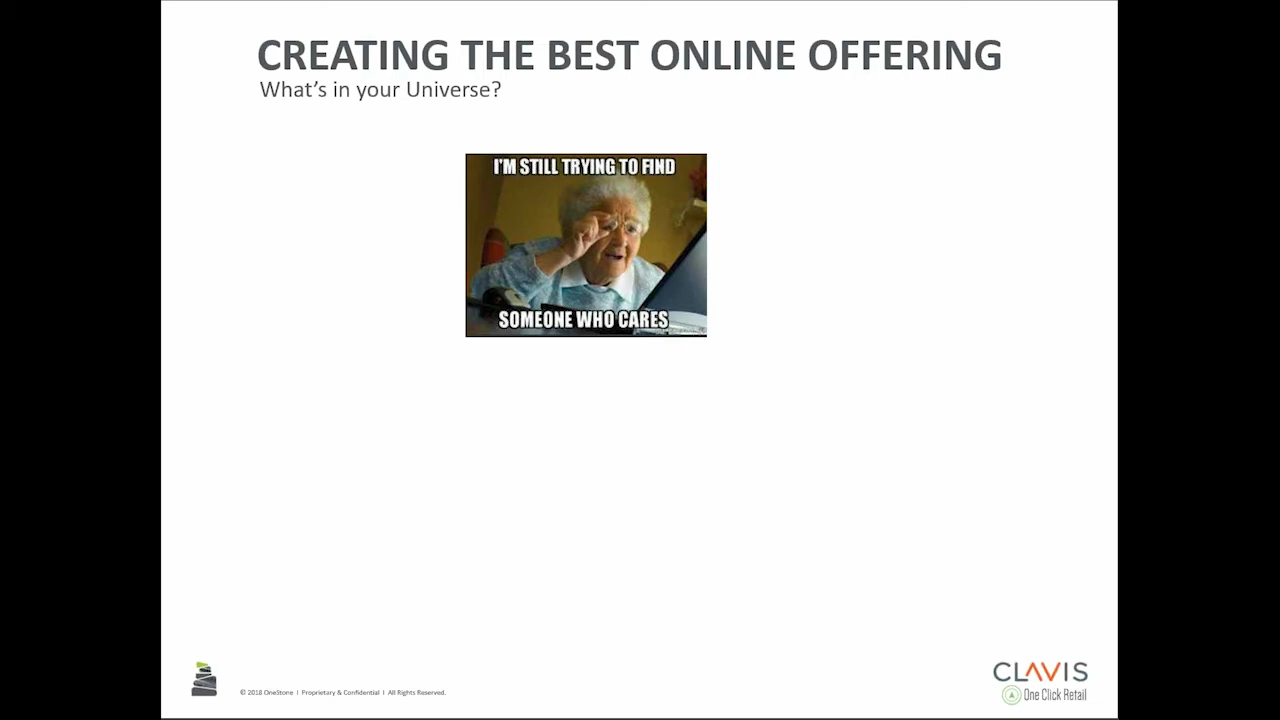 CREATING THE BEST ONLINE OFFERING
What's in your Universe?
I'M STILL TRYING TO FIND
SOMEONE WHO CARES
© 2018 OneStone I Proprietary & Confidential I All Rights Reserved.
CLAVIS
One Click Retail